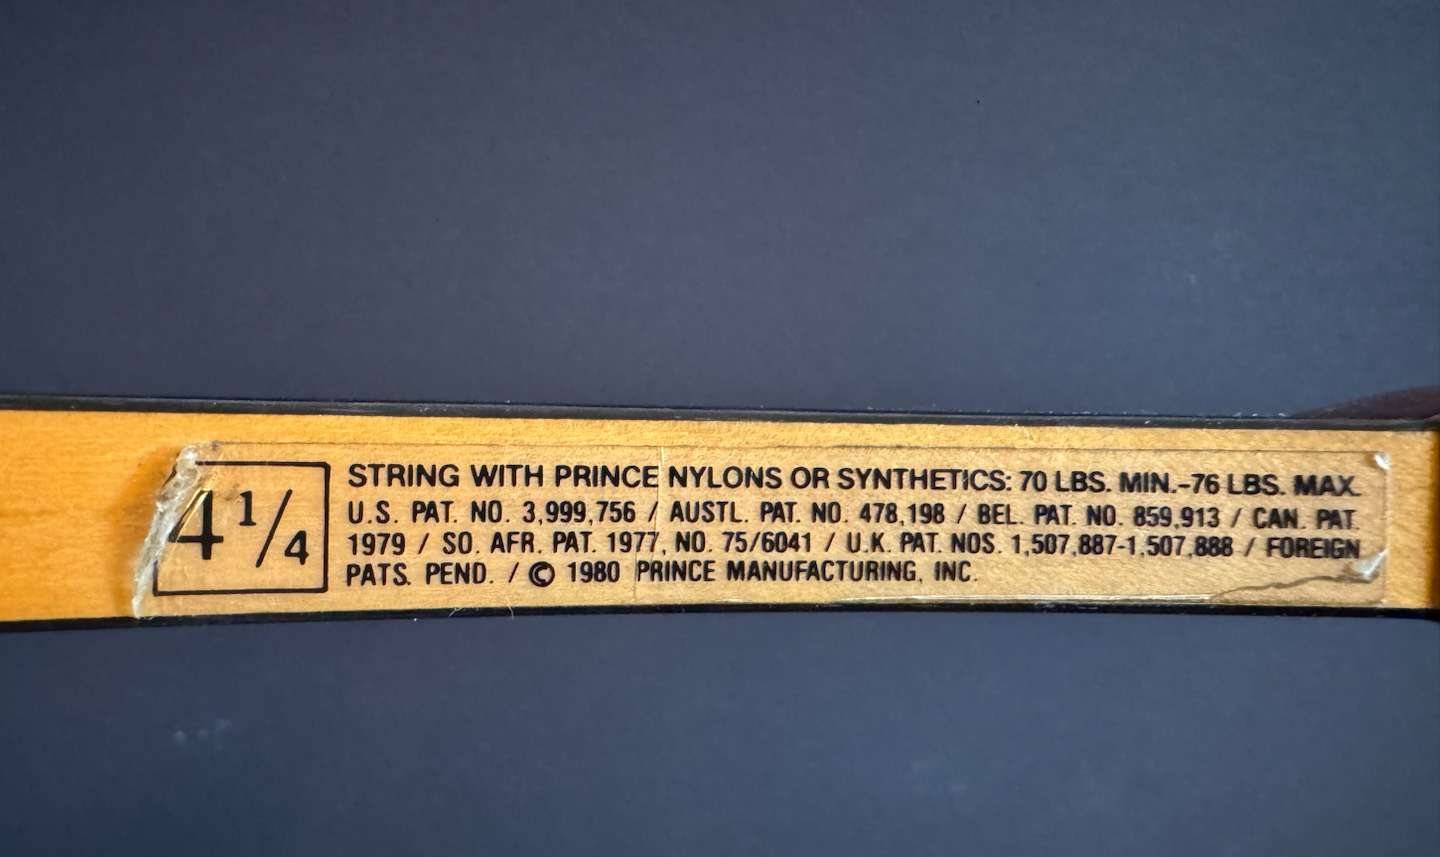 4 1/4
STRING WITH PRINCE NYLONS OR SYNTHETICS: 70 LBS. MIN.-76 LBS. MAX.
U.S. PAT. NO. 3,999,756 / AUSTL. PAT. NO. 478,198 / BEL. PAT. NO. 859,913 / CAN. PAT.
1979 / SO. AFR. PAT. 1977, NO. 75/6041 / U.K. PAT. NOS. 1,507,887-1,507,888 / FOREIGN
PATS. PEND. / © 1980 PRINCE MANUFACTURING, INC.